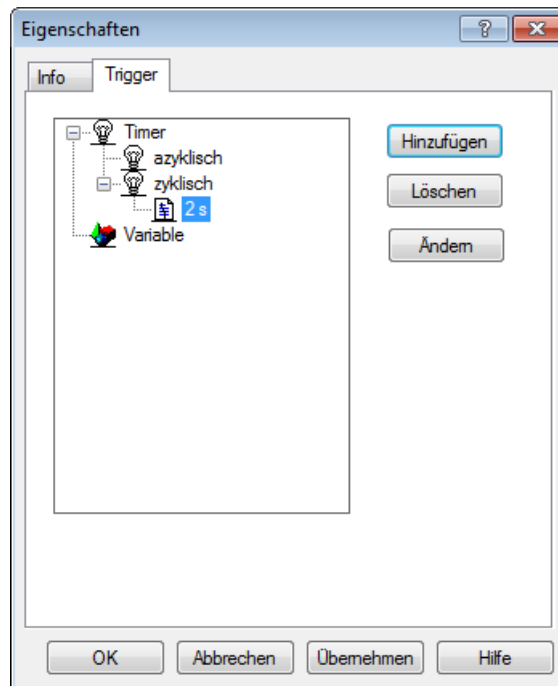 Eigenschaften
Info
Trigger
Timer
azyklisch
zyklisch
2 s
Variable
Hinzufügen
Löschen
Ändern
OK
Abbrechen
Übernehmen
Hilfe